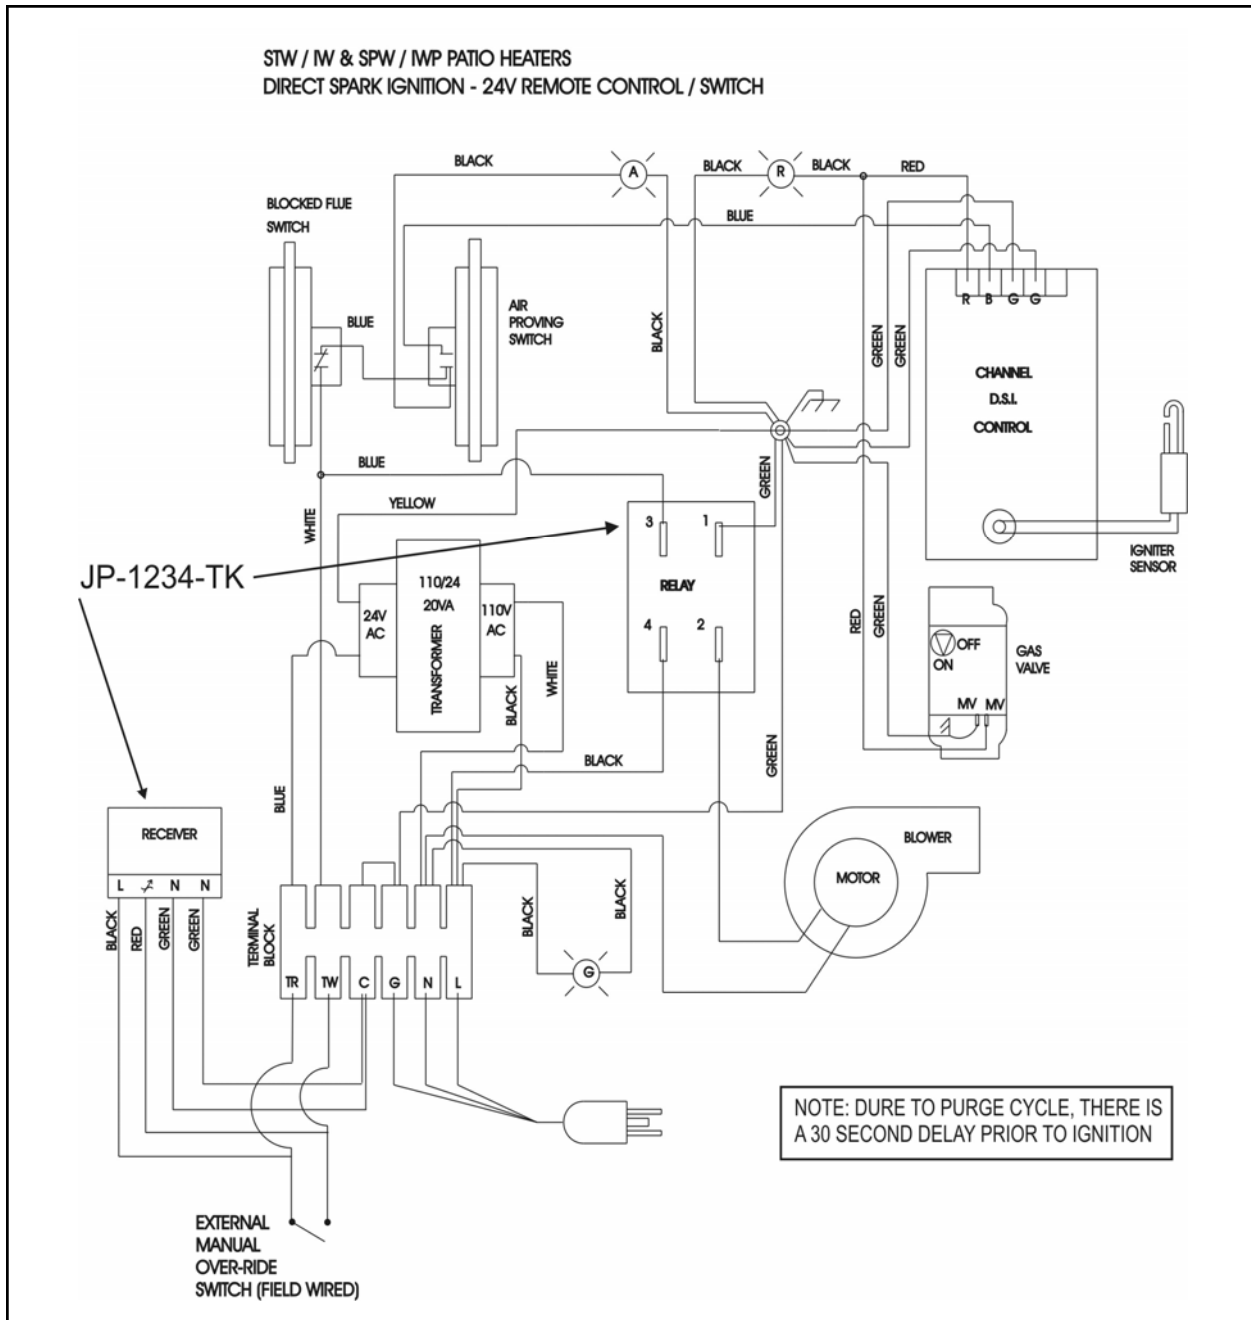 STW / IW & SPW / IWP PATIO HEATERS
DIRECT SPARK IGNITION - 24V REMOTE CONTROL / SWITCH
BLACK
A
BLACK
R
BLACK
RED
BLOCKED FLUE
SWITCH
BLUE
BLUE
AIR
PROVING
SWITCH
BLACK
GREEN
GREEN
R B G G
CHANNEL
D.S.I.
CONTROL
IGNITER
SENSOR
BLUE
YELLOW
WHITE
GREEN
JP-1234-TK
24V
AC
110/24
20VA
TRANSFORMER
110V
AC
BLACK
WHITE
3 1
RELAY
4 2
RED
GREEN
OFF
ON
MV MV
GAS
VALVE
BLACK
GREEN
BLUE
RECEIVER
L N N
BLACK
RED
GREEN
GREEN
TERMINAL
BLOCK
TR TW C G N L
BLACK
G
BLACK
BLOWER
MOTOR
NOTE: DURE TO PURGE CYCLE, THERE IS
A 30 SECOND DELAY PRIOR TO IGNITION
EXTERNAL
MANUAL
OVER-RIDE
SWITCH (FIELD WIRED)